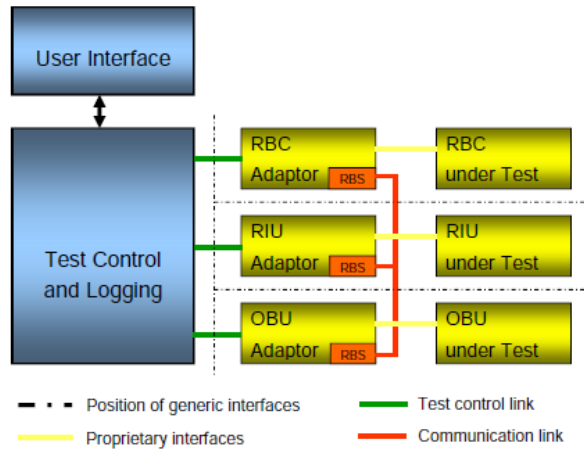 User Interface
Test Control
and Logging
RBC
Adaptor
RBS
RBC
under Test
RIU
Adaptor
RBS
RIU
under Test
OBU
Adaptor
RBS
OBU
under Test
Position of generic interfaces
Test control link
Proprietary interfaces
Communication link